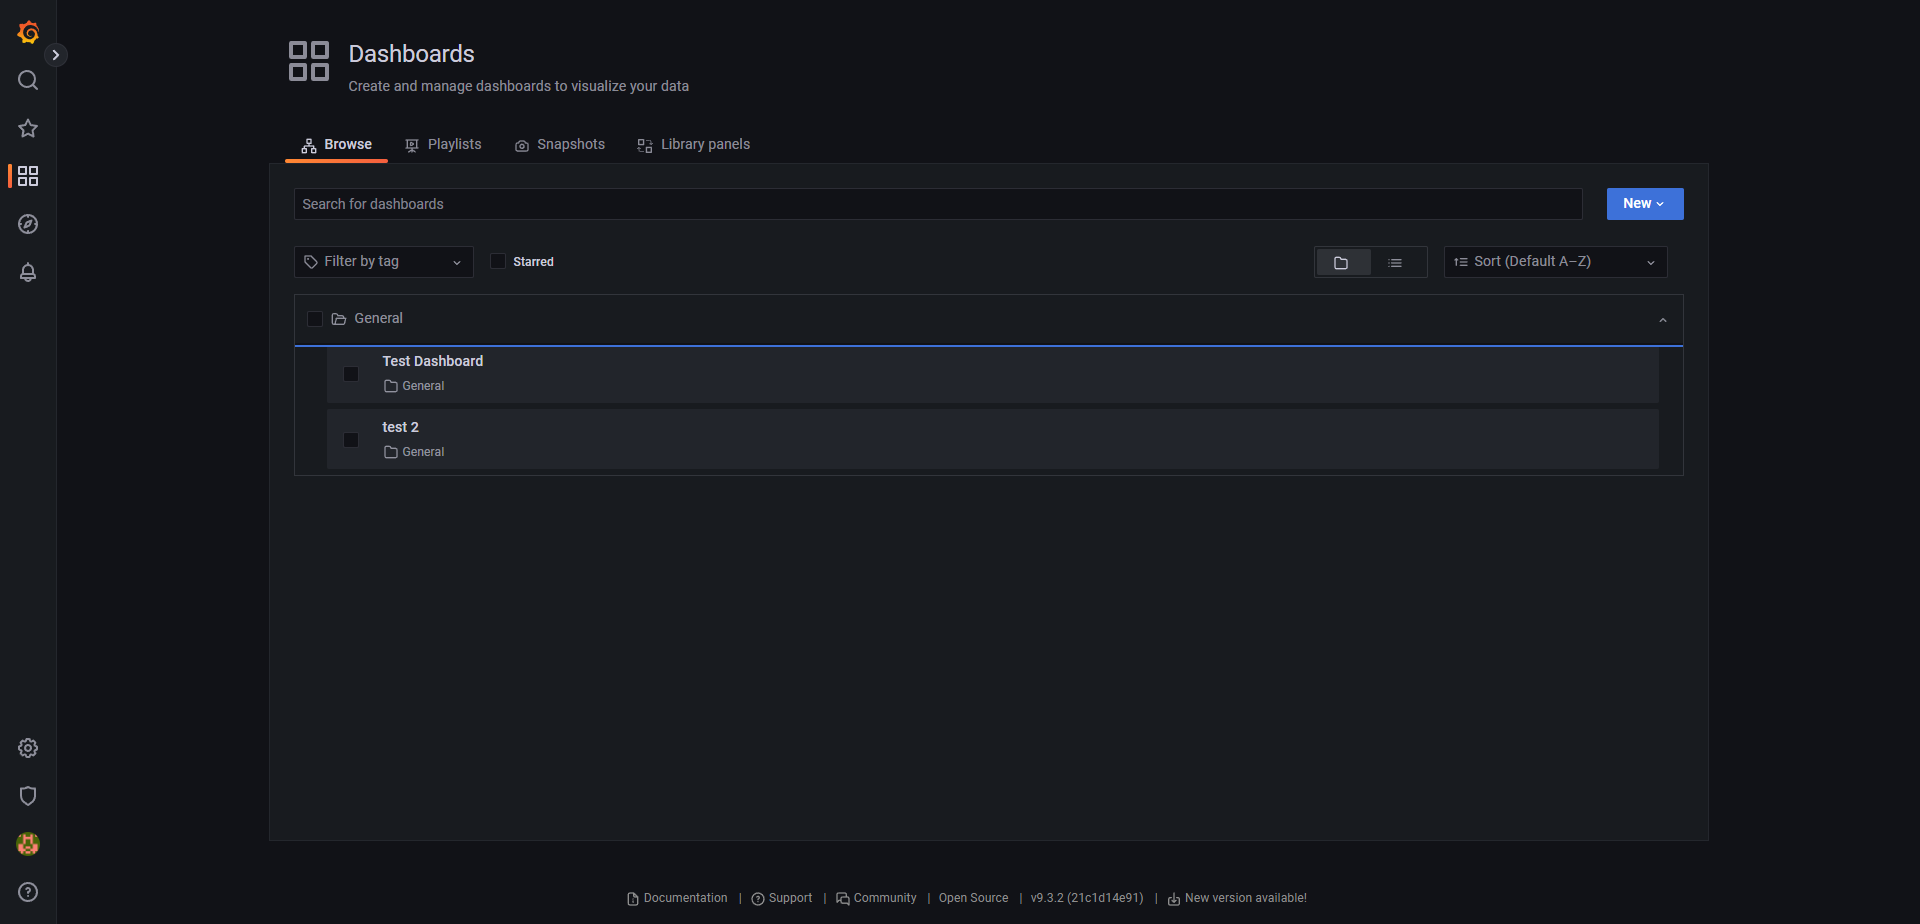 Dashboards
Create and manage dashboards to visualize your data
Browse Playlists Snapshots Library panels
Search for dashboards New
Filter by tag Starred Sort (Default A–Z)
General
Test Dashboard
General
test 2
General
Documentation | Support | Community | Open Source | v9.3.2 (21c1d14e91) | New version available!